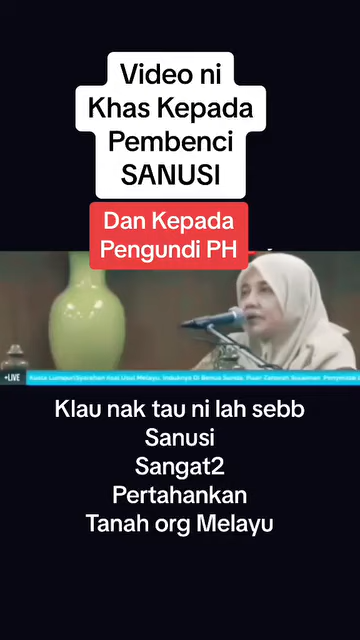 Video ni
Khas Kepada
Pembenci
SANUSI
Dan Kepada
Pengundi PH
LIVE
Klau nak tau ni lah sebb
Sanusi
Sangat2
Pertahankan
Tanah org Melayu